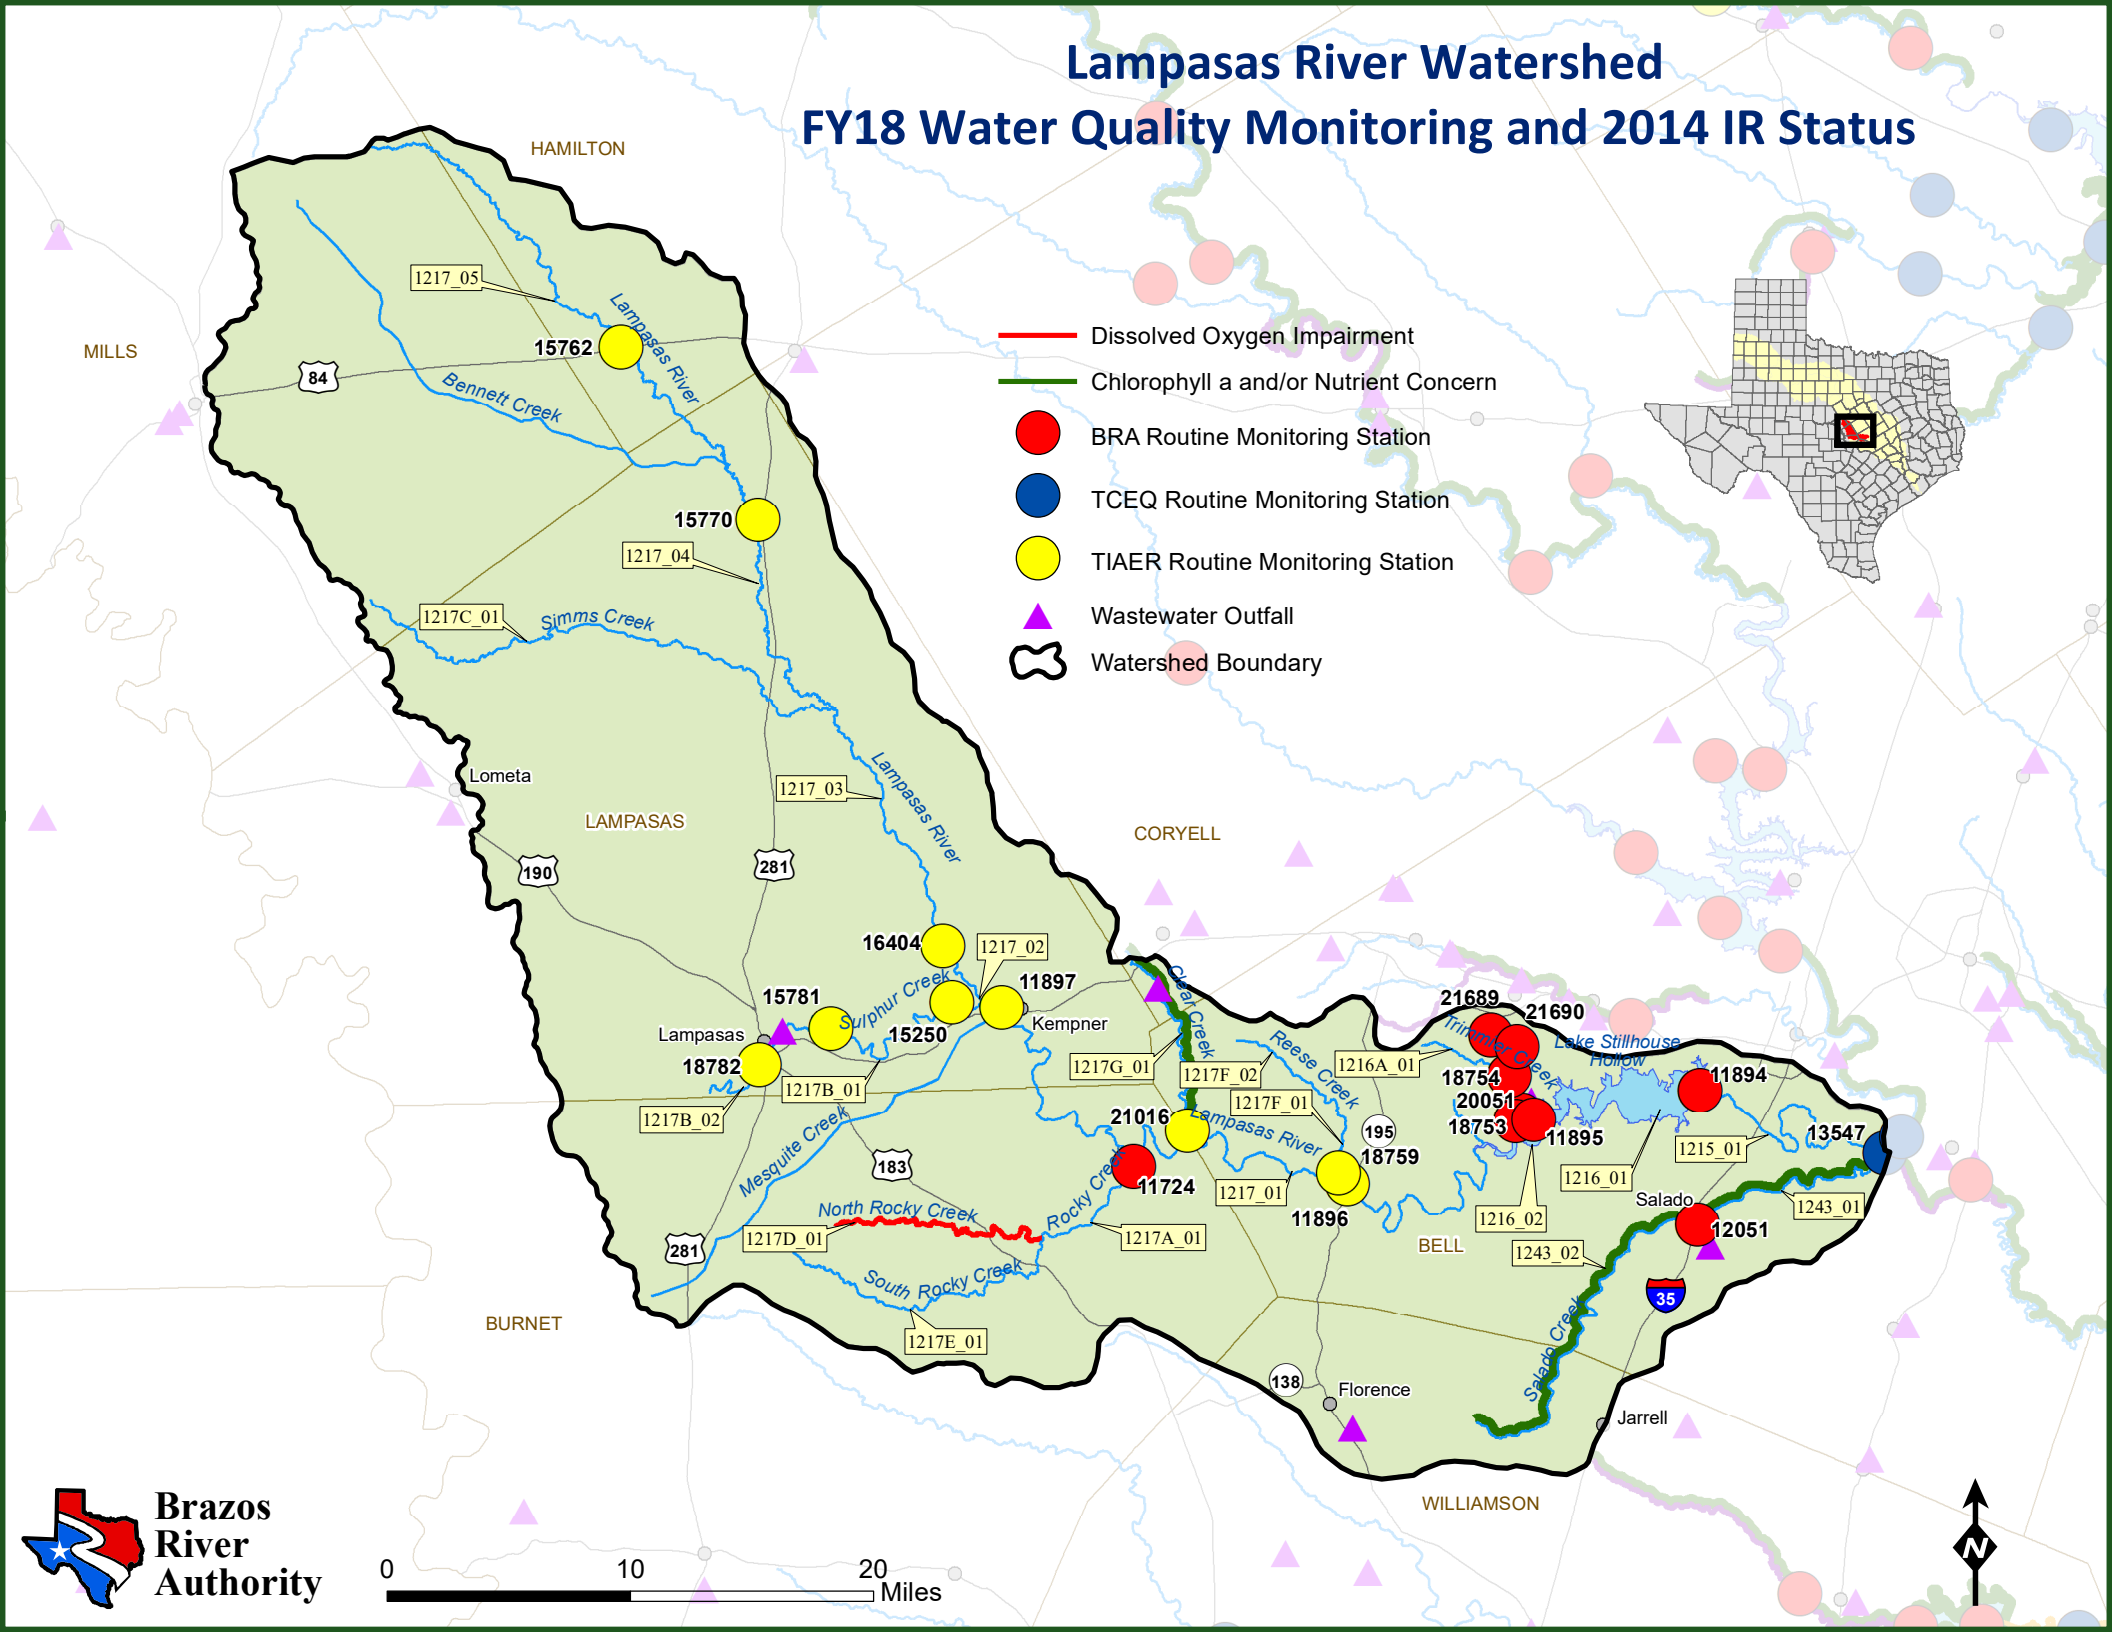 Lampasas River Watershed
FY18 Water Quality Monitoring and 2014 IR Status
HAMILTON
1217_05
Lampasas River
15762
MILLS
84
Bennett Creek
Dissolved Oxygen Impairment
Chlorophyll a and/or Nutrient Concern
BRA Routine Monitoring Station
TCEQ Routine Monitoring Station
TIAER Routine Monitoring Station
Wastewater Outfall
Watershed Boundary
15770
1217_04
1217C_01
Simms Creek
Lometa
1217_03
Lampasas River
LAMPASAS
CORYELL
190
281
16404
1217_02
11897
15781
Sulphur Creek
15250
Kempner
Lampasas
18782
1217B_01
1217B_02
Clear Creek
1217G_01
1217F_02
1217F_01
Reese Creek
1216A_01
21689
21690
Trimmier Creek
Lake Stillhouse
Hollow
18754
20051
18753
11895
11894
13547
21016
Lampasas River
195
18759
1215_01
1216_01
1216_02
1217_01
11896
Mesquite Creek
183
Rocky Creek
11724
North Rocky Creek
1217D_01
1217A_01
281
South Rocky Creek
1217E_01
BELL
Salado
1243_01
12051
1243_02
35
Salado Creek
BURNET
138
Florence
Jarrell
WILLIAMSON
Brazos
River
Authority
0 10 20
Miles
N